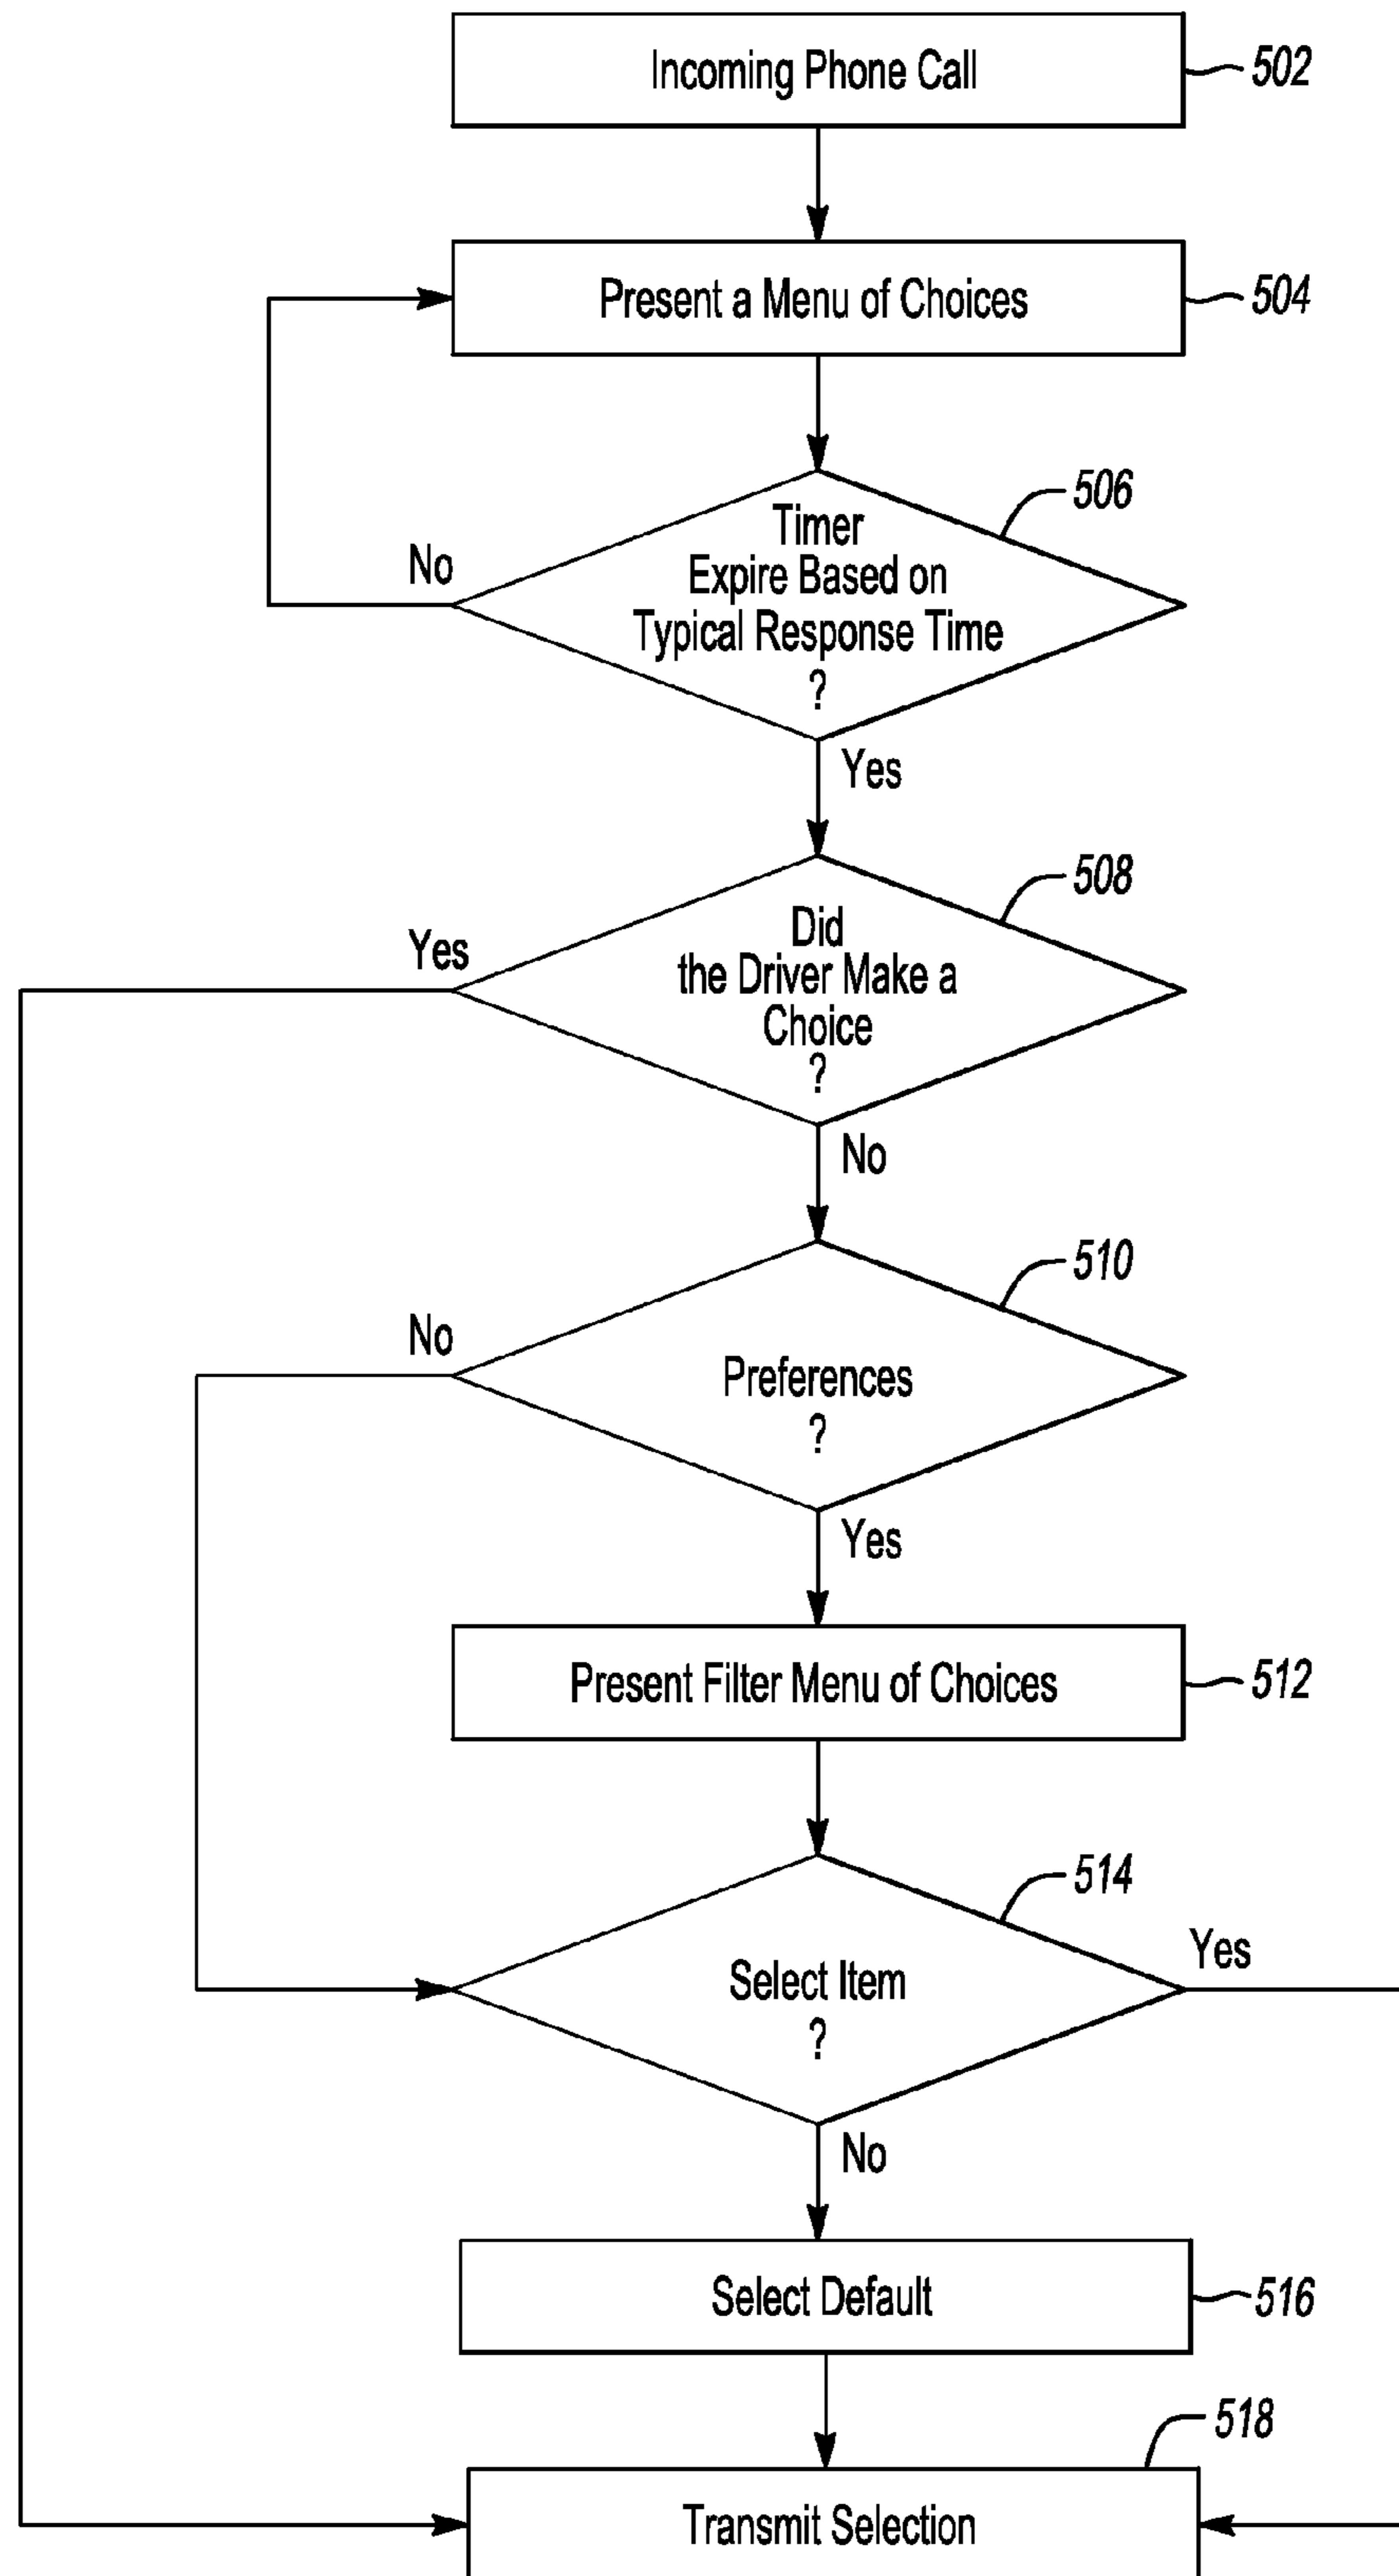 Incoming Phone Call
502
Present a Menu of Choices
504
506
Timer
Expire Based on
Typical Response Time
?
No
Yes
508
Did
the Driver Make a
Choice
?
Yes
No
510
Preferences
?
No
Yes
Present Filter Menu of Choices
512
514
Select Item
?
Yes
No
Select Default
516
518
Transmit Selection